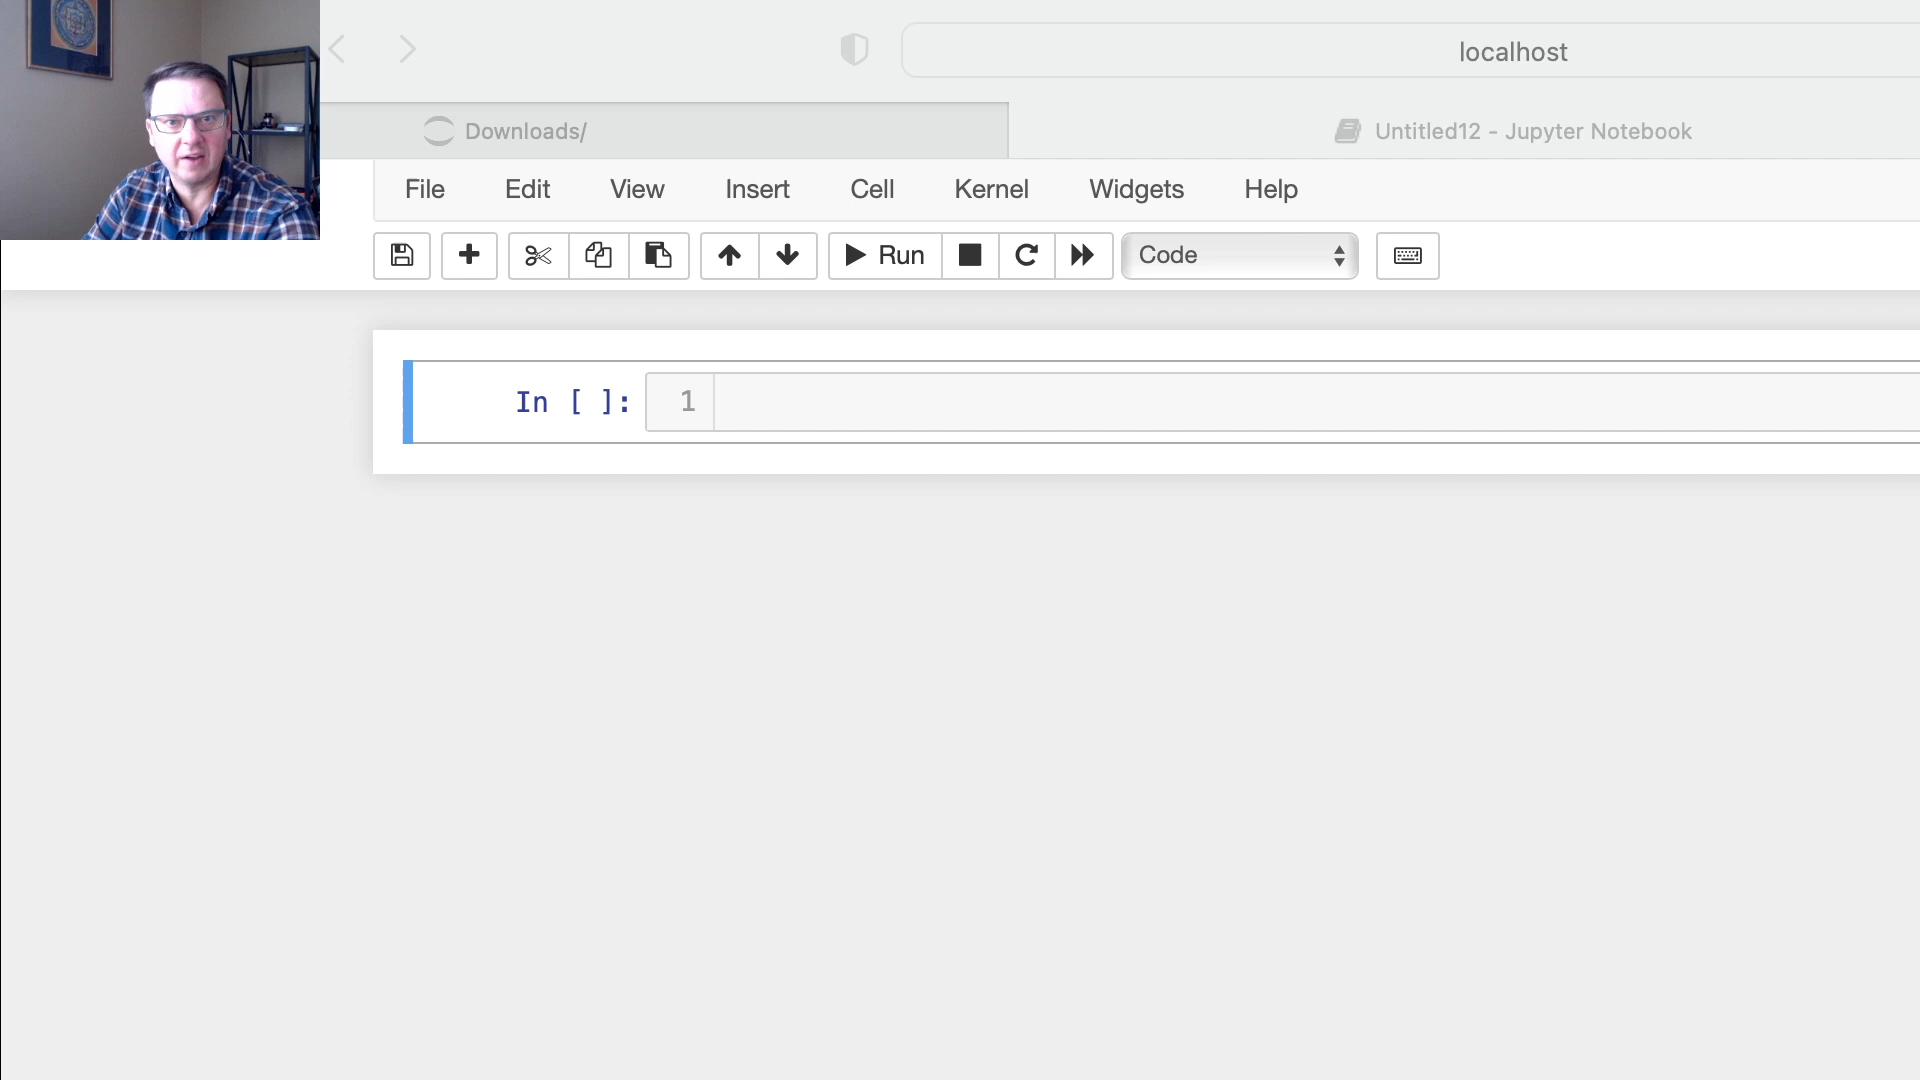 localhost
Downloads/
Untitled12 - Jupyter Notebook
File Edit View Insert Cell Kernel Widgets Help
Run Code
In [ ]: 1